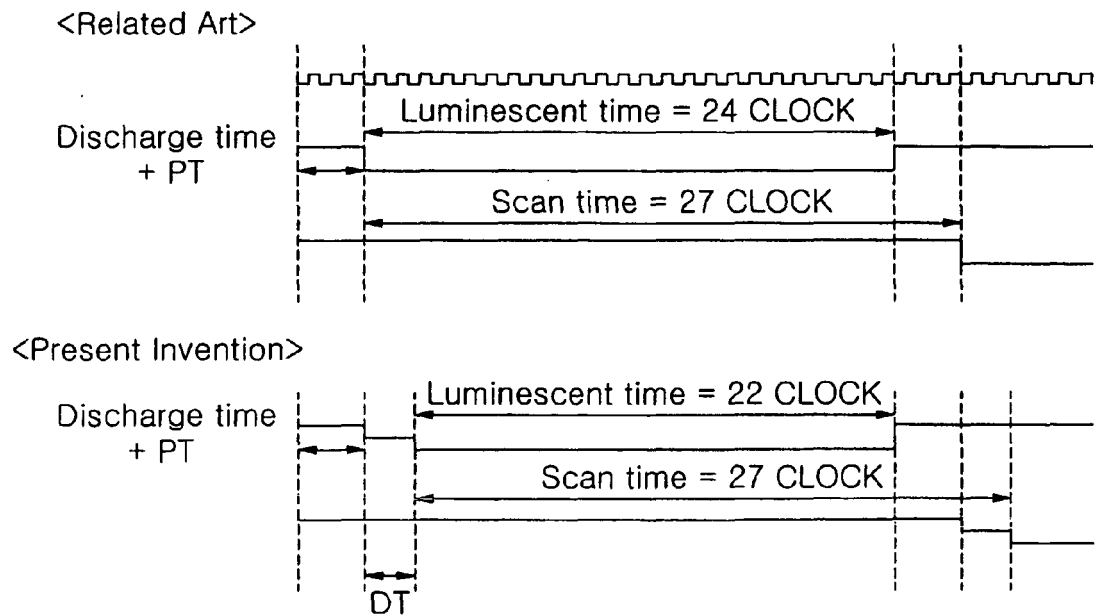 <Related Art>
Luminescent time = 24 CLOCK
Discharge time
+ PT
Scan time = 27 CLOCK
<Present Invention>
Luminescent time = 22 CLOCK
Discharge time
+ PT
Scan time = 27 CLOCK
DT